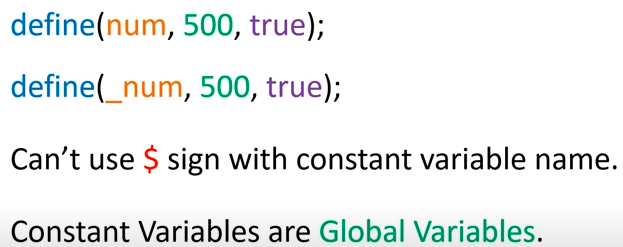 define(num, 500, true);
define(_num, 500, true);
Can’t use $ sign with constant variable name.
Constant Variables are Global Variables.